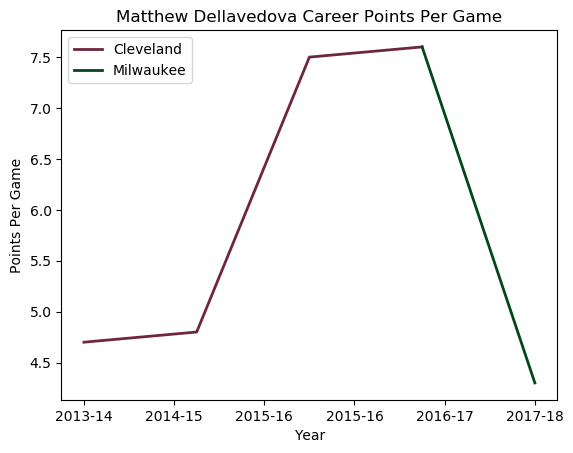 Matthew Dellavedova Career Points Per Game
Cleveland
Milwaukee
7.5
7.0
6.5
6.0
5.5
5.0
4.5
Points Per Game
2013-14 2014-15 2015-16 2015-16 2016-17 2017-18
Year